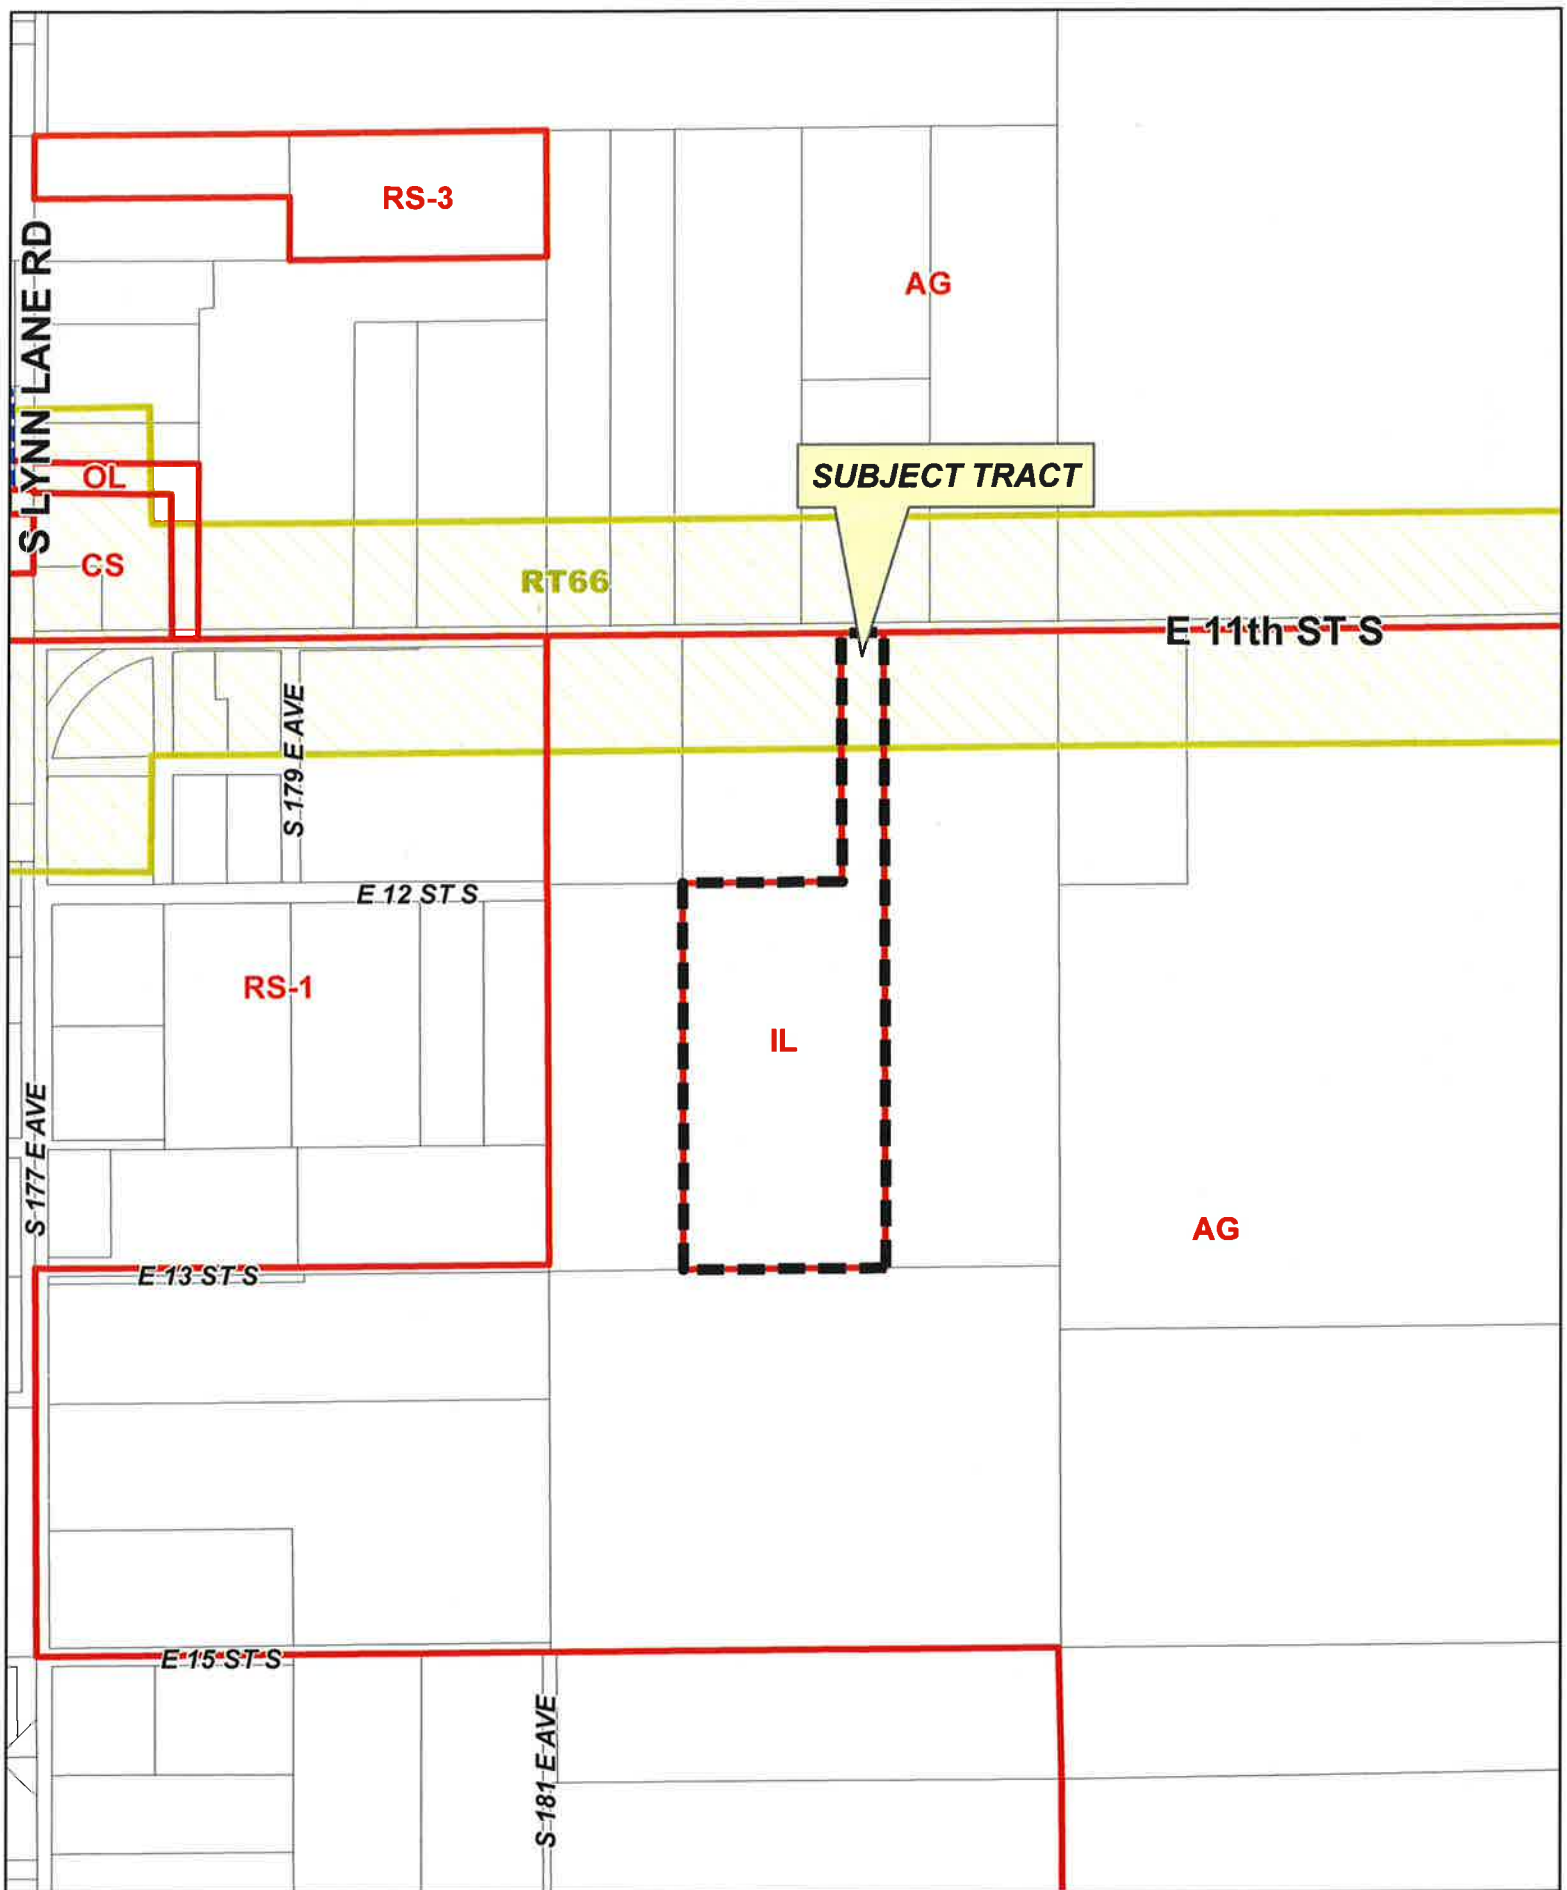 RS-3
S LYNN LANE RD
AG
SUBJECT TRACT
OL
CS
RT66
E 11th ST S
S 179 E AVE
E 12 ST S
RS-1
IL
S 177 E AVE
AG
E 13 ST S
E 15 ST S
S 181 E AVE